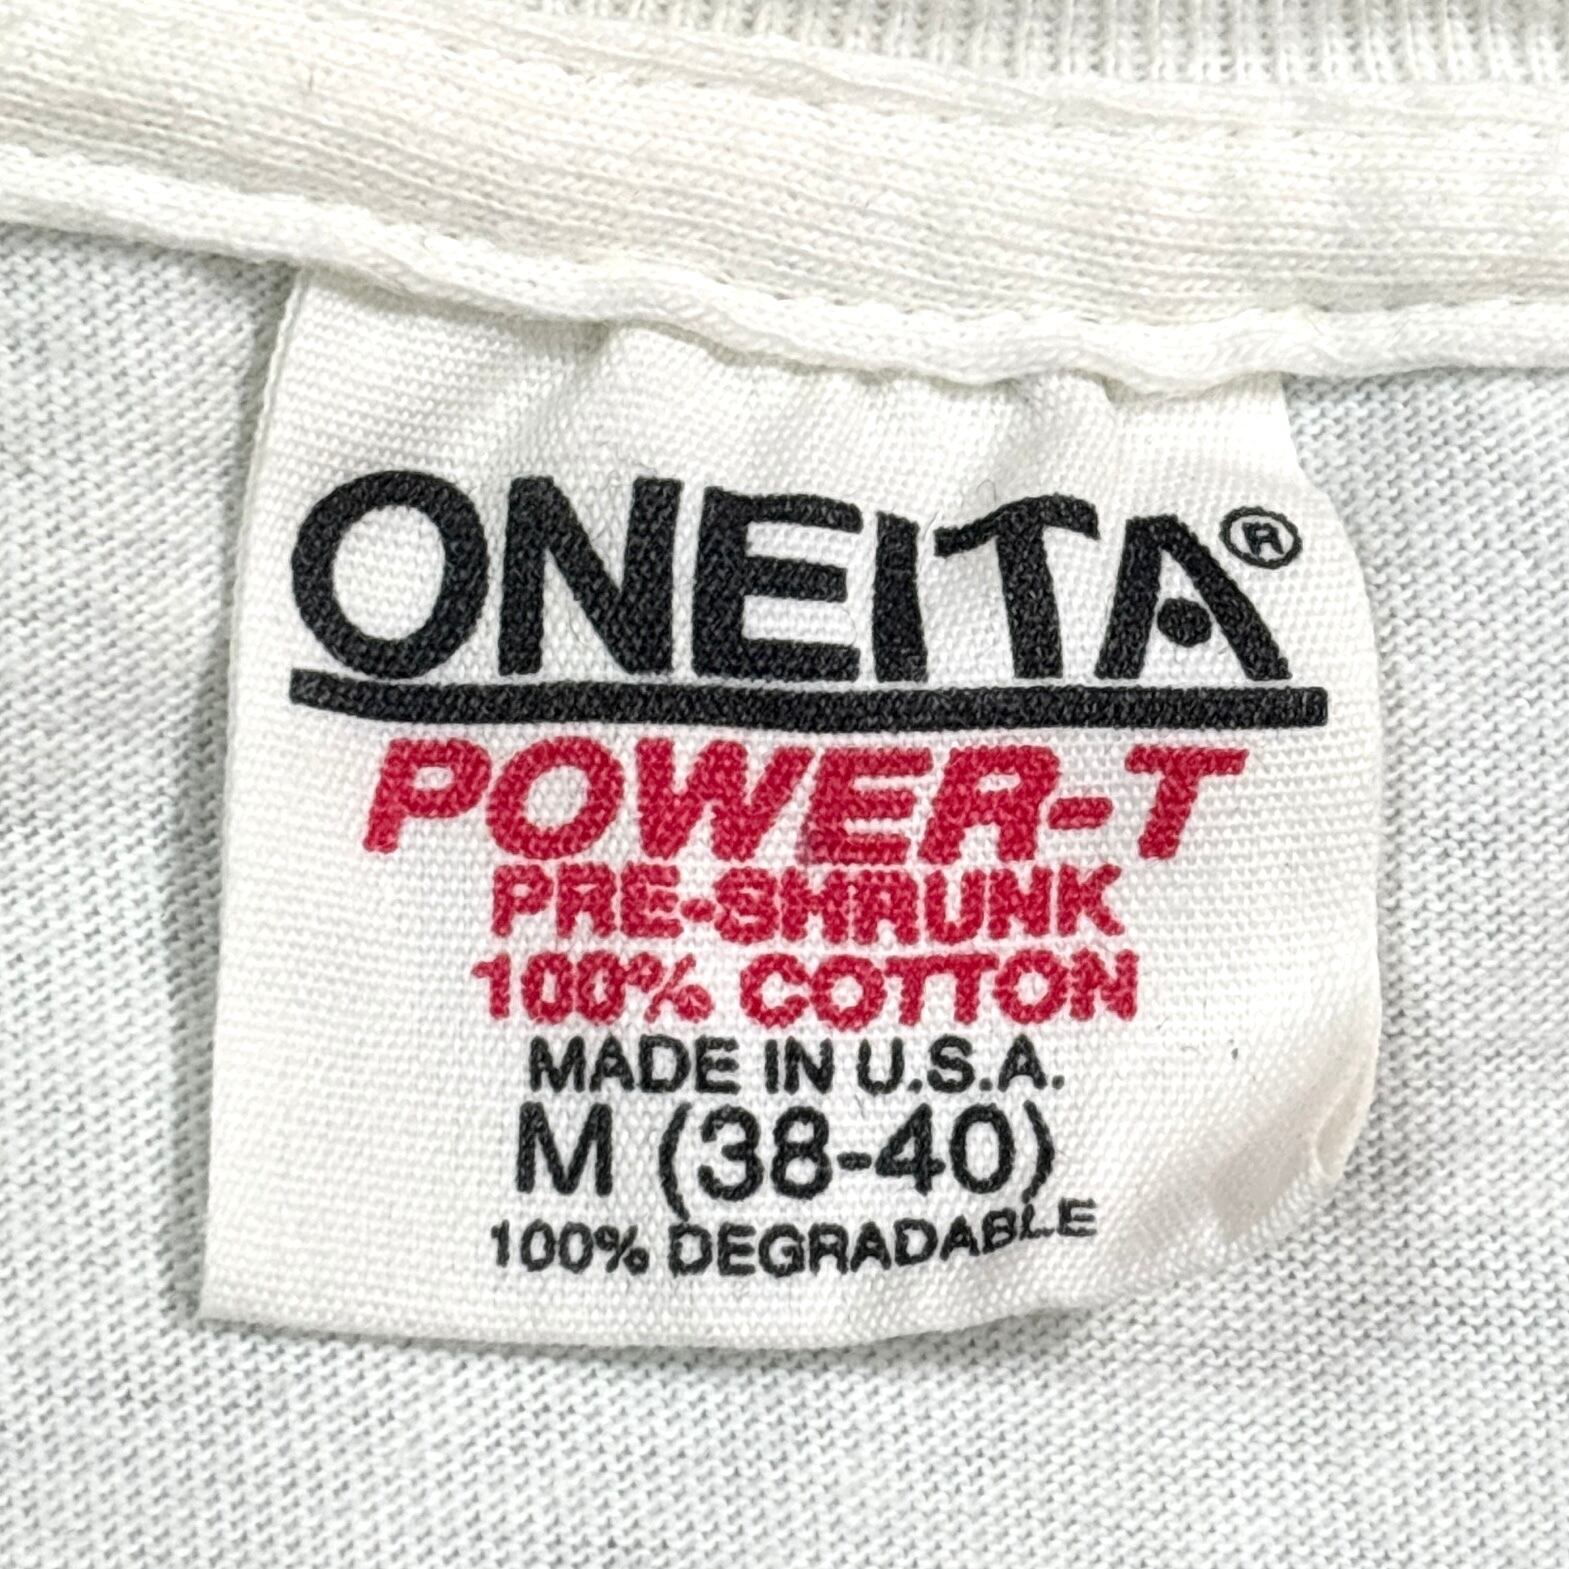 ONEITA®
POWER-T
PRE-SHRUNK
100% COTTON
MADE IN U.S.A.
M (38-40)
100% DEGRADABLE